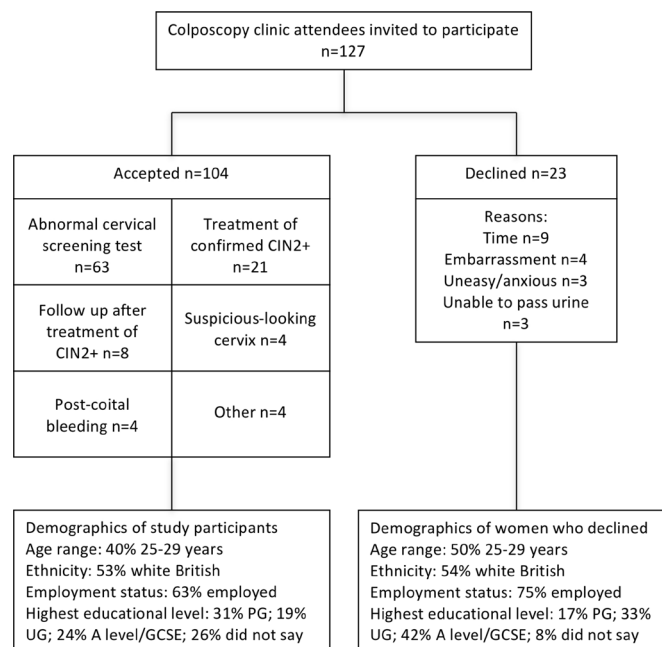 Colposcopy clinic attendees invited to participate
n=127
Accepted n=104
Abnormal cervical
screening test
n=63
Treatment of
confirmed CIN2+
n=21
Follow up after
treatment of
CIN2+ n=8
Suspicious-looking
cervix n=4
Post-coital
bleeding n=4
Other n=4
Declined n=23
Reasons:
Time n=9
Embarrassment n=4
Uneasy/anxious n=3
Unable to pass urine
n=3
Demographics of study participants
Age range: 40% 25-29 years
Ethnicity: 53% white British
Employment status: 63% employed
Highest educational level: 31% PG; 19%
UG; 24% A level/GCSE; 26% did not say
Demographics of women who declined
Age range: 50% 25-29 years
Ethnicity: 54% white British
Employment status: 75% employed
Highest educational level: 17% PG; 33%
UG; 42% A level/GCSE; 8% did not say